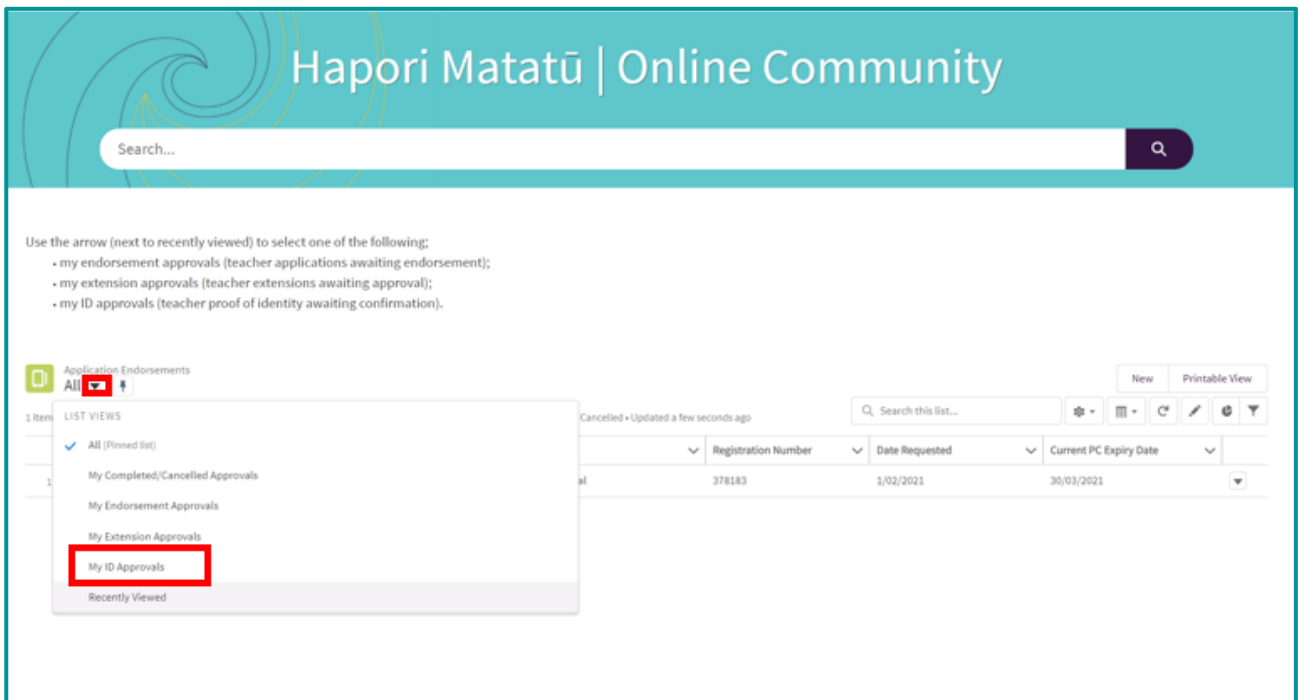 Hapori Matatū | Online Community
Search...
Use the arrow (next to recently viewed) to select one of the following;
• my endorsement approvals (teacher applications awaiting endorsement);
• my extension approvals (teacher extensions awaiting approval);
• my ID approvals (teacher proof of identity awaiting confirmation).
Application Endorsements
All
New Printable View
1 Item
Cancelled • Updated a few seconds ago
Search this list...
LIST VIEWS
All (Pinned list)
My Completed/Cancelled Approvals
My Endorsement Approvals
My Extension Approvals
My ID Approvals
Recently Viewed
Registration Number Date Requested Current PC Expiry Date
1 al 378183 1/02/2021 30/03/2021